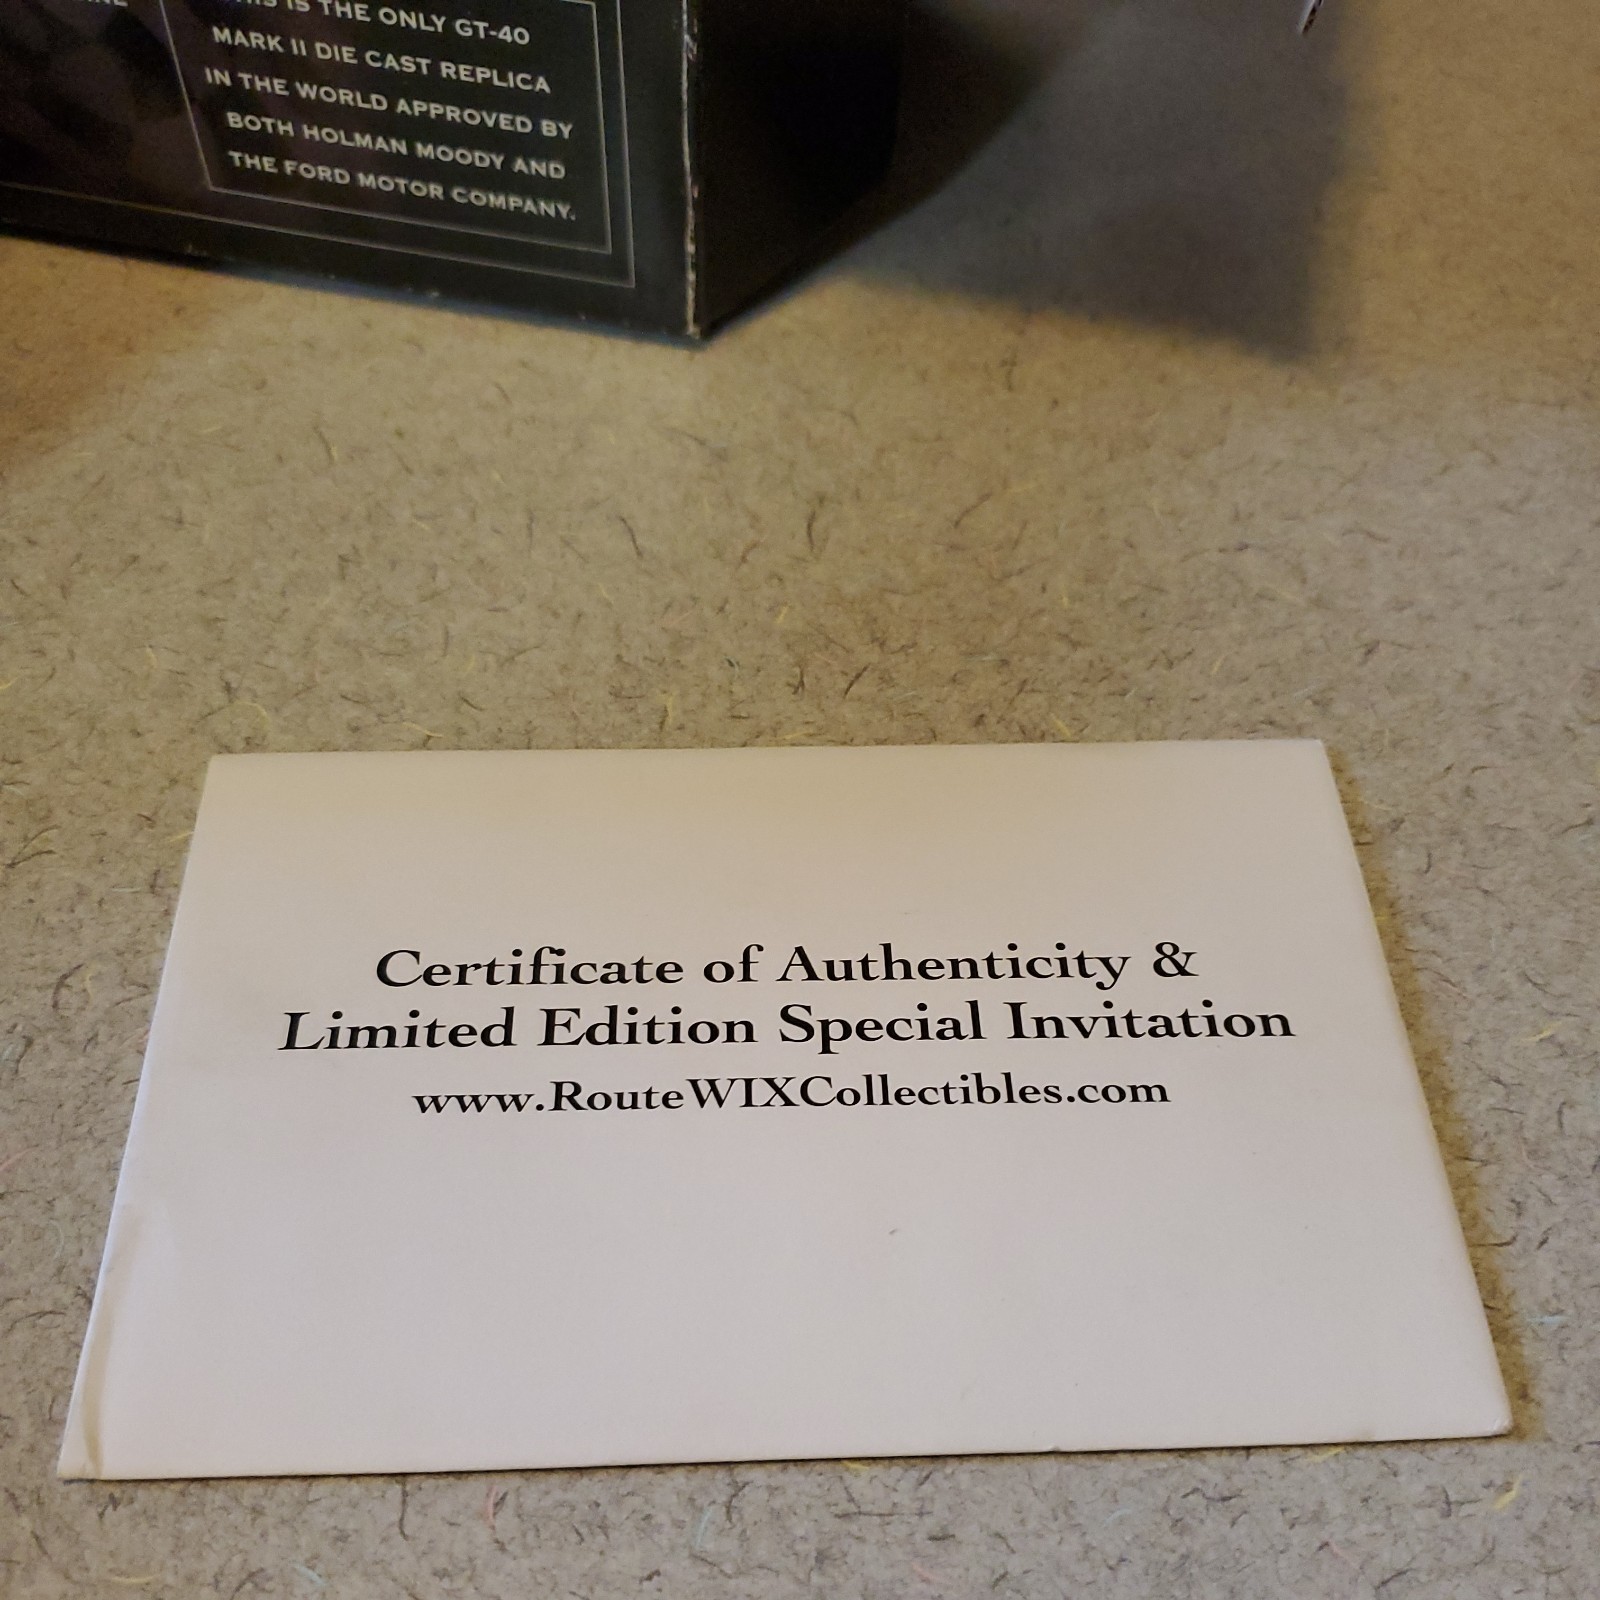 IS THE ONLY GT-40
MARK II DIE CAST REPLICA
IN THE WORLD APPROVED BY
BOTH HOLMAN MOODY AND
THE FORD MOTOR COMPANY.
Certificate of Authenticity &
Limited Edition Special Invitation
www.RouteWIXCollectibles.com